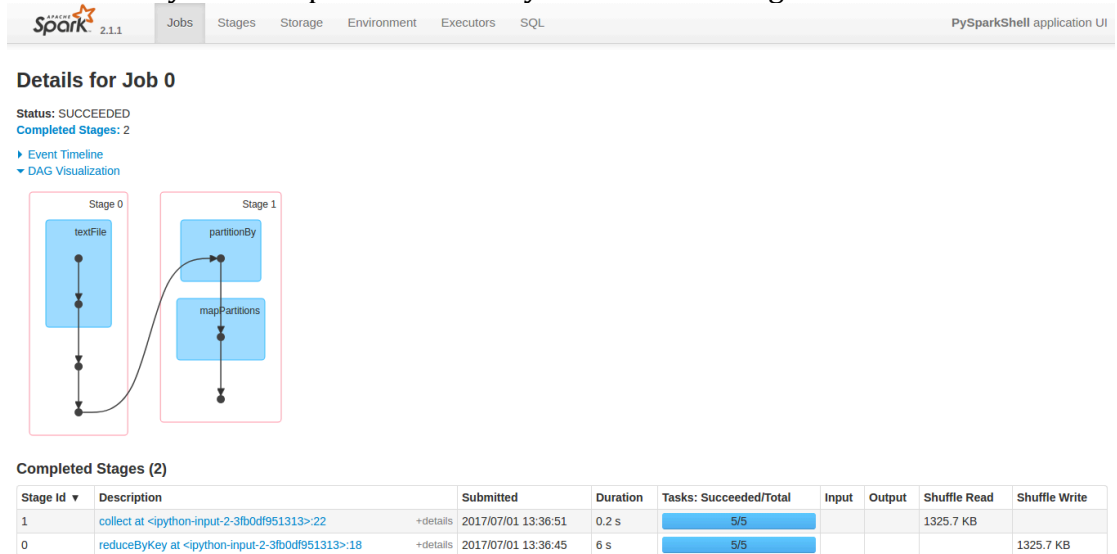 APACHE Spark 2.1.1 Jobs Stages Storage Environment Executors SQL PySparkShell application UI
Details for Job 0
Status: SUCCEEDED
Completed Stages: 2
Event Timeline
DAG Visualization
Stage 0 Stage 1
textFile partitionBy
mapPartitions
Completed Stages (2)
Stage Id ▼ Description Submitted Duration Tasks: Succeeded/Total Input Output Shuffle Read Shuffle Write
1 collect at <ipython-input-2-3fb0df951313>:22 +details 2017/07/01 13:36:51 0.2 s 5/5 1325.7 KB
0 reduceByKey at <ipython-input-2-3fb0df951313>:18 +details 2017/07/01 13:36:45 6 s 5/5 1325.7 KB